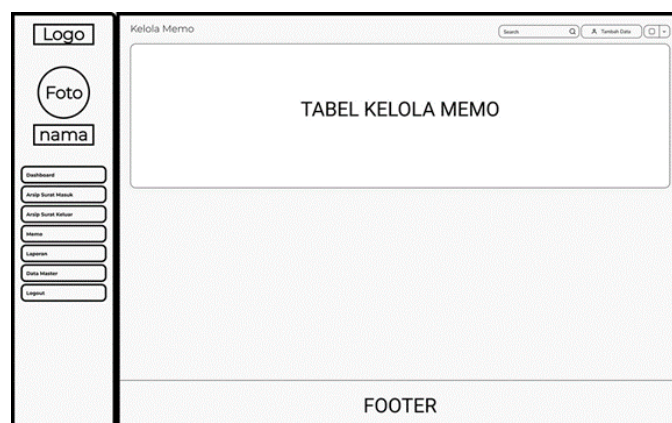 Logo
Foto
nama
Dashboard
Arsip Surat Masuk
Arsip Surat Keluar
Memo
Laporan
Data Master
Logout
Kelola Memo
Search
Tambah Data
TABEL KELOLA MEMO
FOOTER